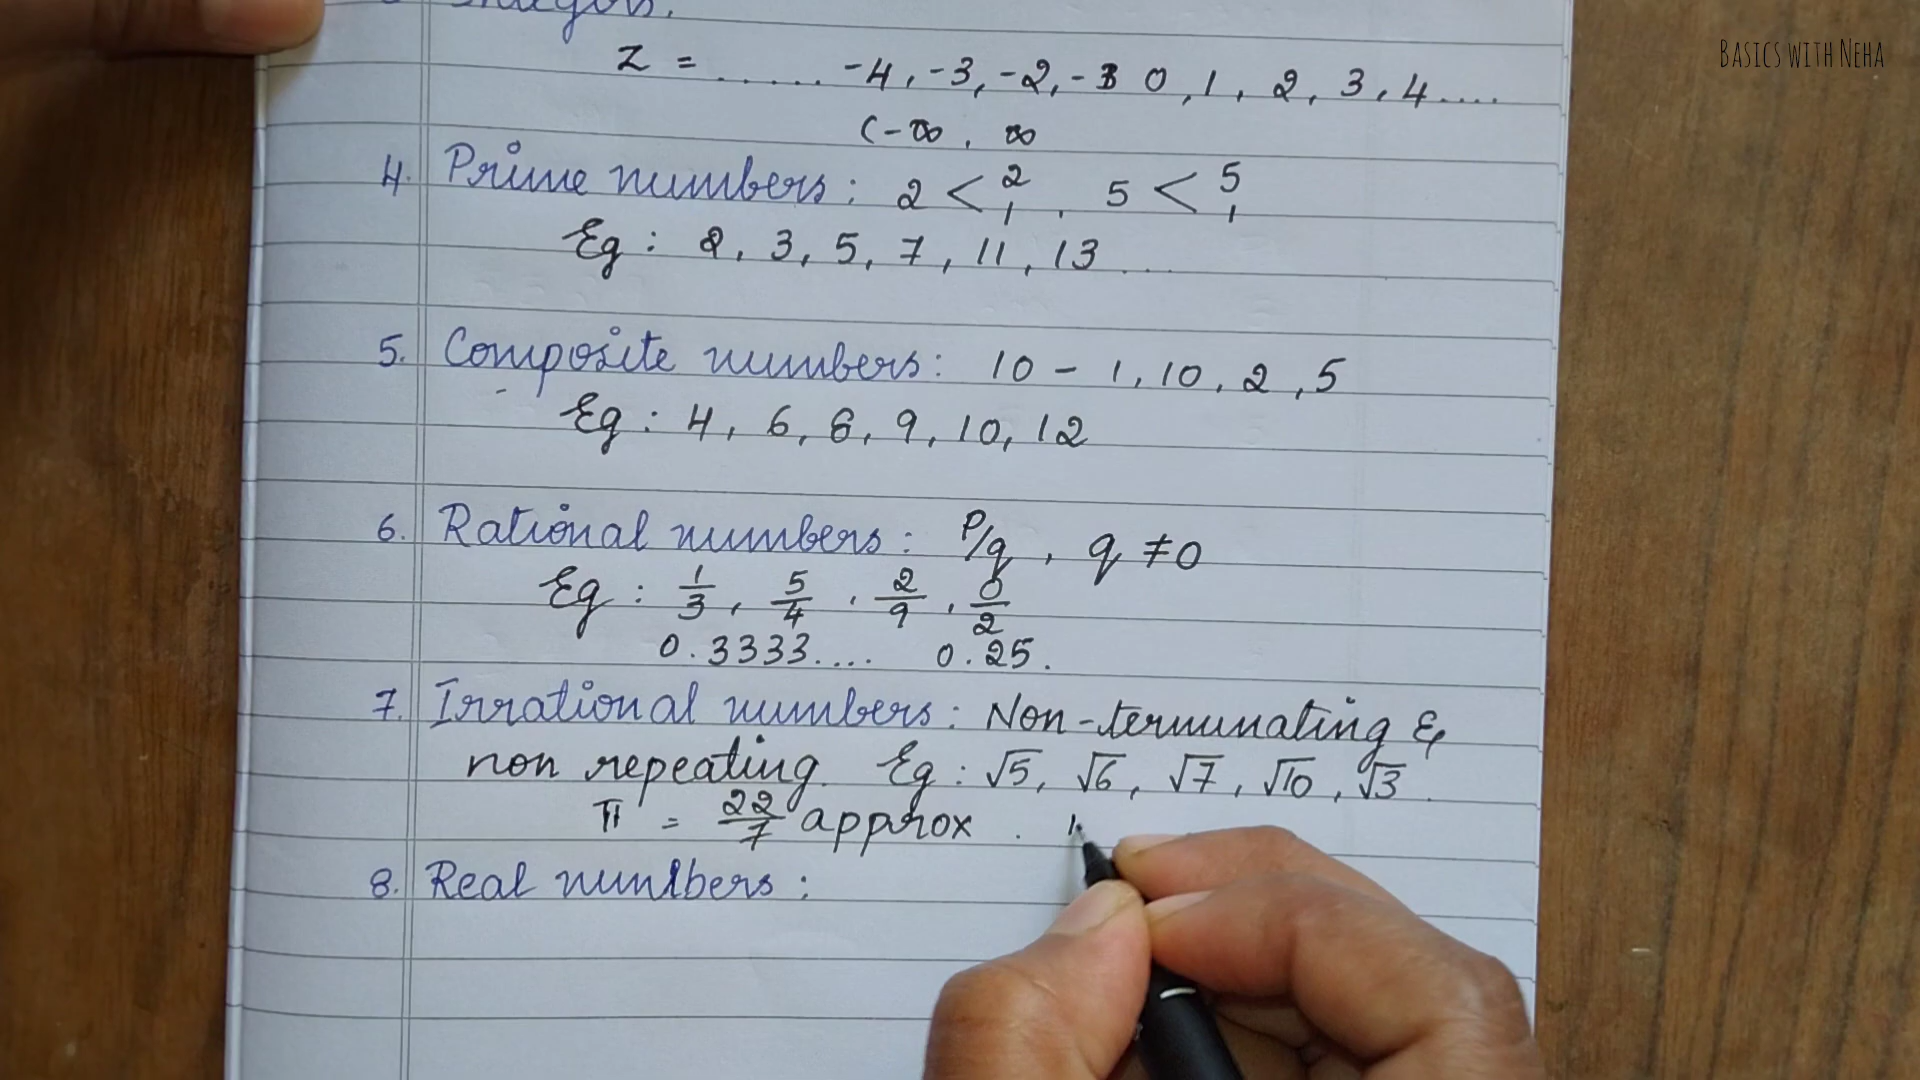 Integers.
BASICS WITH NEHA
Z = ...... -4, -3, -2, - 0, 1, 2, 3, 4....
(-∞, ∞
4. Prime numbers: 2 < 2 1, 5 < 5 1
Eg: 2, 3, 5, 7, 11, 13 ...
5. Composite numbers: 10 - 1, 10, 2, 5
Eg: 4, 6, 8, 9, 10, 12
6. Rational numbers: P/q, q ≠ 0
Eg: 1/3, 5/4, 2/9, 0/2
0.3333.... 0.25.
7. Irrational numbers: Non-terminating &
non repeating. Eg: √5, √6, √7, √10, √3.
π = 22/7 approx.
8. Real numbers: